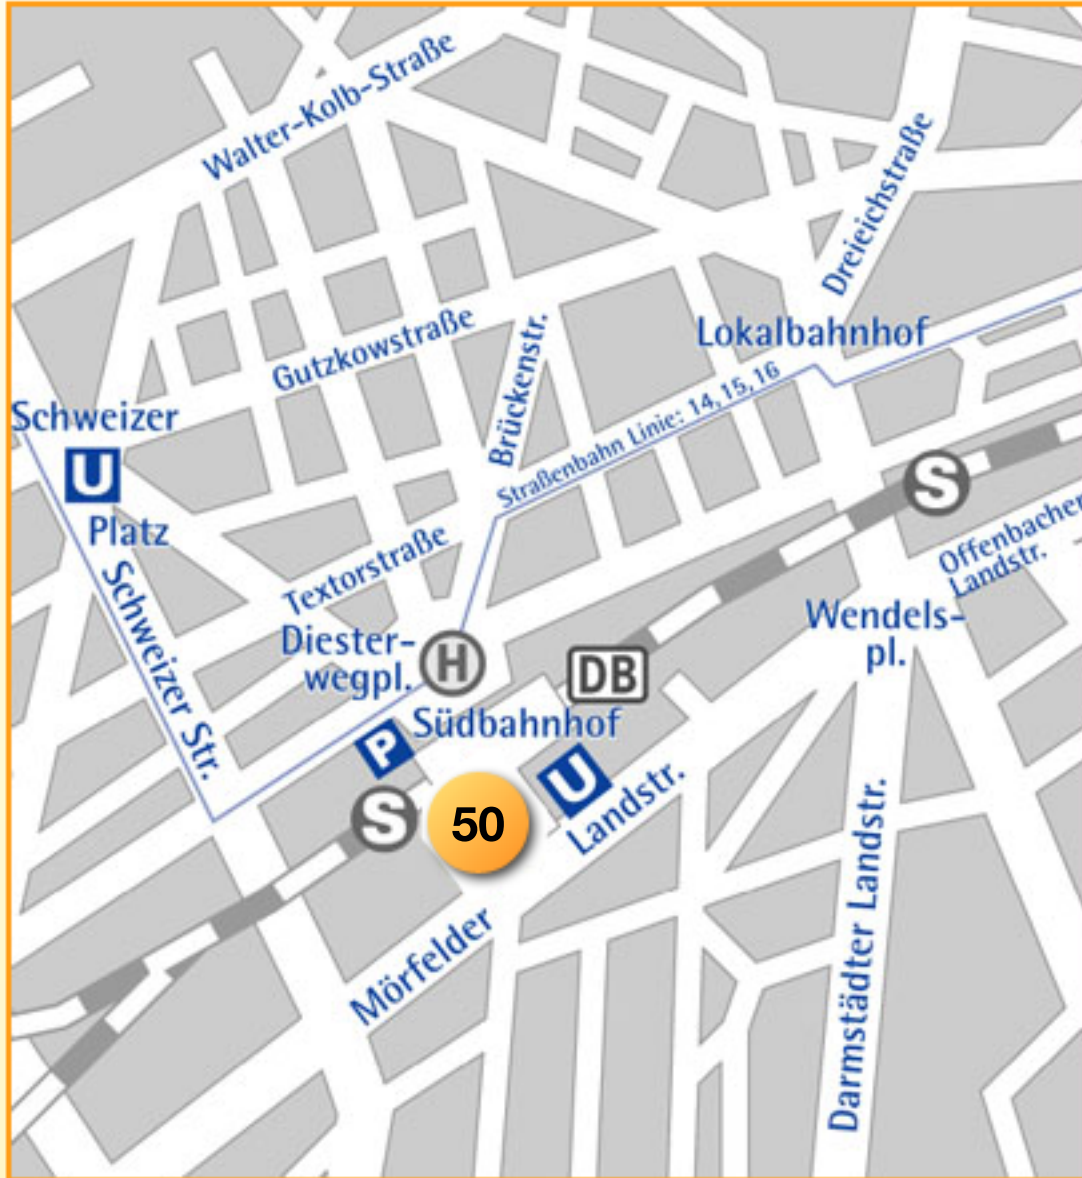 Walter-Kolb-Straße
Dreieichstraße
Gutzkowstraße
Brückenstr.
Lokalbahnhof
Straßenbahn Linie: 14, 15, 16
Schweizer
U
Platz
S
Offenbacher
Landstr.
Textorstraße
Schweizer Str.
Wendels-
pl.
Diester-
wegpl.
H
DB
Südbahnhof
P
U
S
50
Mörfelder
Landstr.
Darmstädter Landstr.